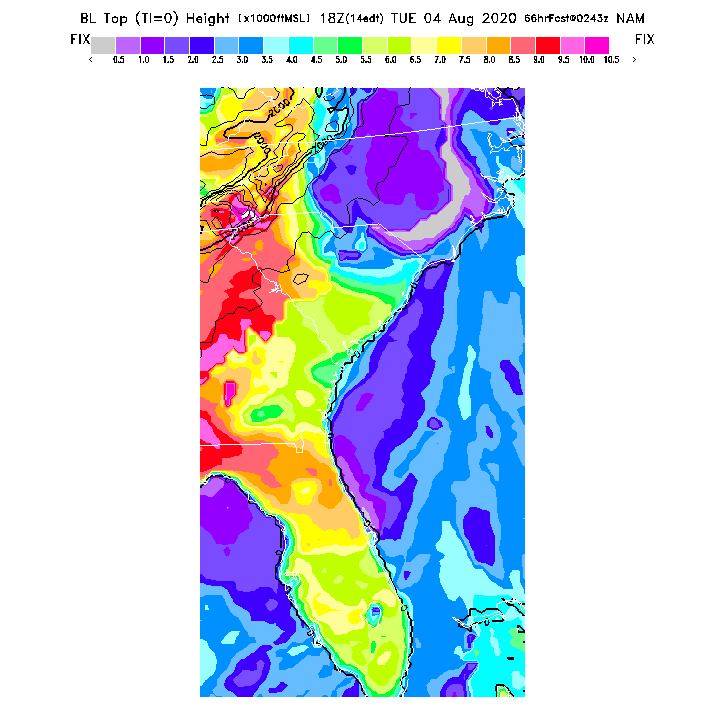 BL Top (TI=0) Height [x1000ftMSL] 18Z(14edt) TUE 04 Aug 2020 66hrFcst@0243z NAM
FIX FIX
< 0.5 1.0 1.5 2.0 2.5 3.0 3.5 4.0 4.5 5.0 5.5 6.0 6.5 7.0 7.5 8.0 8.5 9.0 9.5 10.0 10.5 >
2000
2000